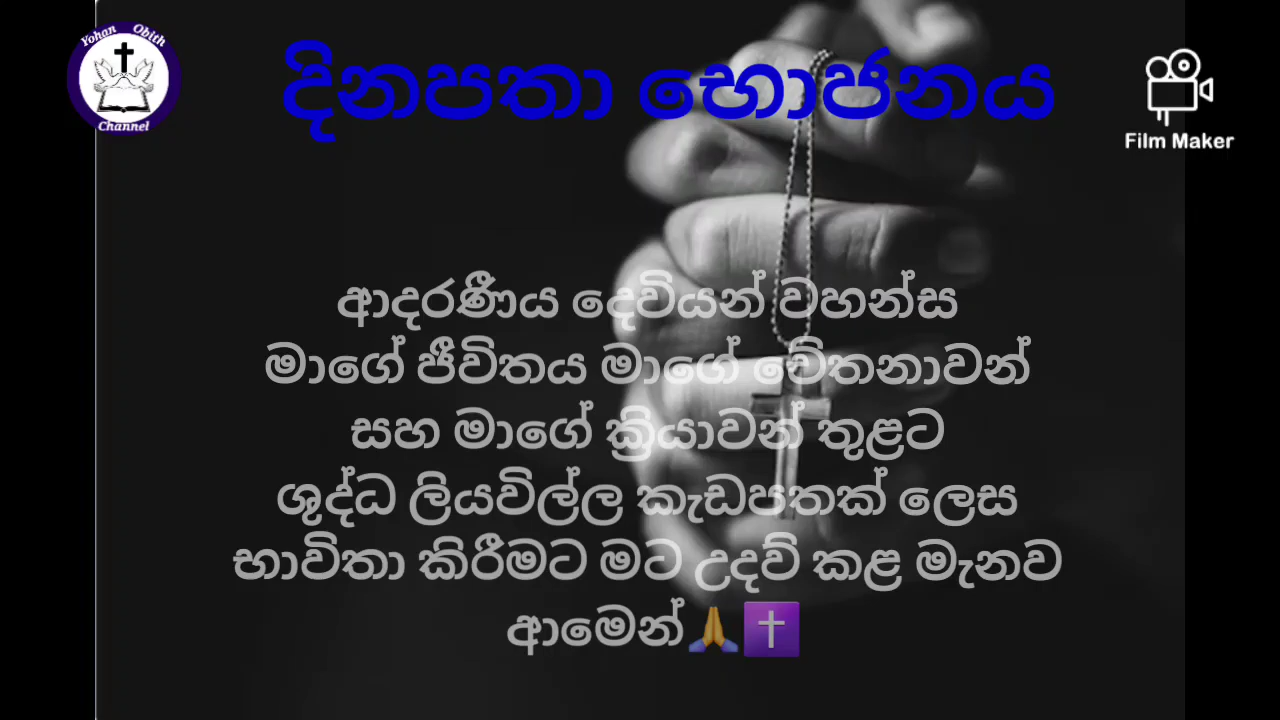 Yohan Obith
Channel
දිනපතා භොජනය
Film Maker
ආදරණීය දෙවියන් වහන්ස
මාගේ ජීවිතය මාගේ චේතනාවන්
සහ මාගේ ක්‍රියාවන් තුළට
ශුද්ධ ලියවිල්ල කැඩපතක් ලෙස
භාවිතා කිරීමට මට උදව් කළ මැනව
ආමෙන්🙏✝️